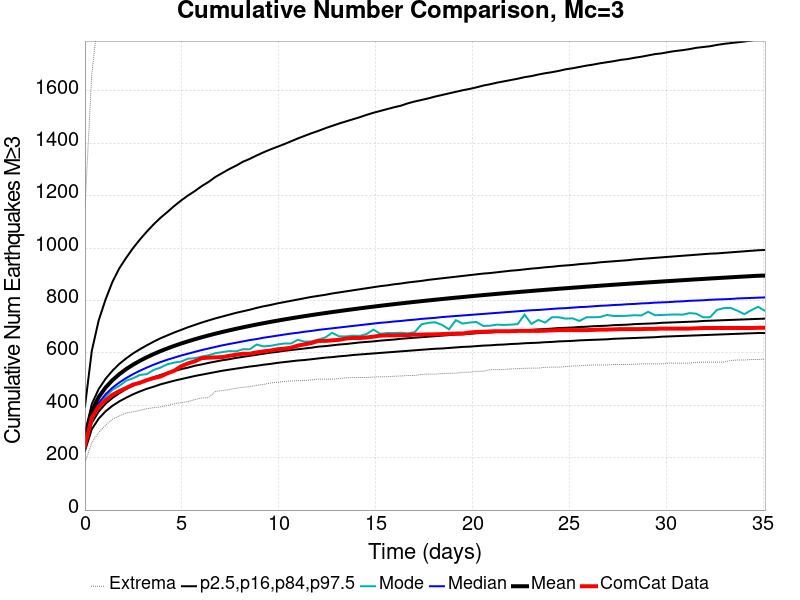 Cumulative Number Comparison, Mc=3
Cumulative Num Earthquakes M≥3
1600
1400
1200
1000
800
600
400
200
0
0 5 10 15 20 25 30 35
Time (days)
Extrema p2.5,p16,p84,p97.5 Mode Median Mean ComCat Data